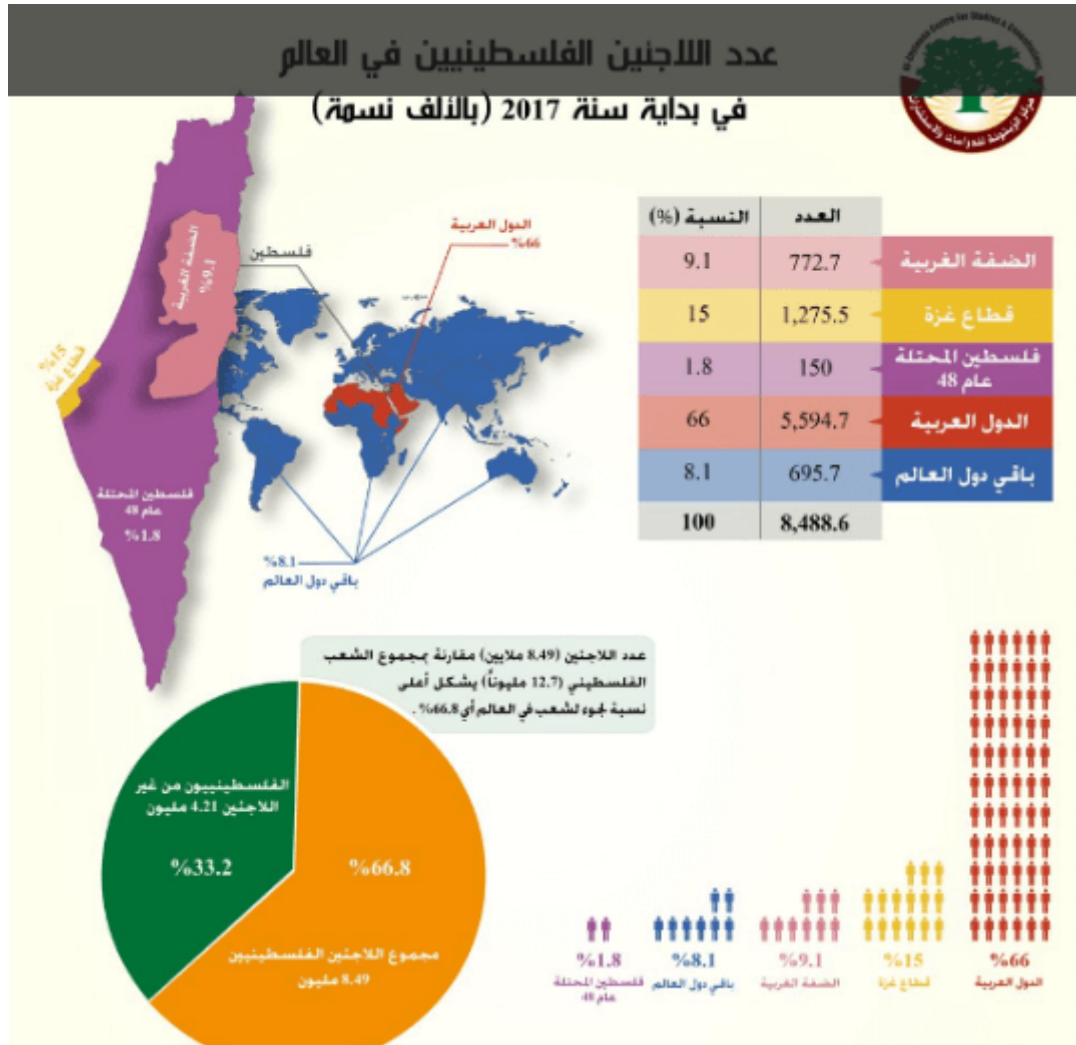 عدد اللاجئين الفلسطينيين في العالم
في بداية سنة 2017 (بالألف نسمة)
مركز الزيتونة للدراسات والاستشارات
العدد
النسبة (%)
الضفة الغربية
772.7
9.1
قطاع غزة
1,275.5
15
فلسطين المحتلة
عام 48
150
1.8
الدول العربية
5,594.7
66
باقي دول العالم
695.7
8.1
8,488.6
100
الدول العربية
%66
فلسطين
الضفة الغربية
%9.1
%15
قطاع غزة
فلسطين المحتلة
عام 48
%1.8
%8.1
باقي دول العالم
عدد اللاجئين (8.49 ملايين) مقارنة بمجموع الشعب
الفلسطيني (12.7 مليوناً) يشكل أعلى
نسبة لجوء لشعب في العالم أي 66.8%.
الفلسطينييون من غير
اللاجئين 4.21 مليون
%33.2
%66.8
مجموع اللاجئين الفلسطينيين
8.49 مليون
%66
الدول العربية
%15
قطاع غزة
%9.1
الضفة الغربية
%8.1
باقي دول العالم
%1.8
فلسطين المحتلة
عام 48